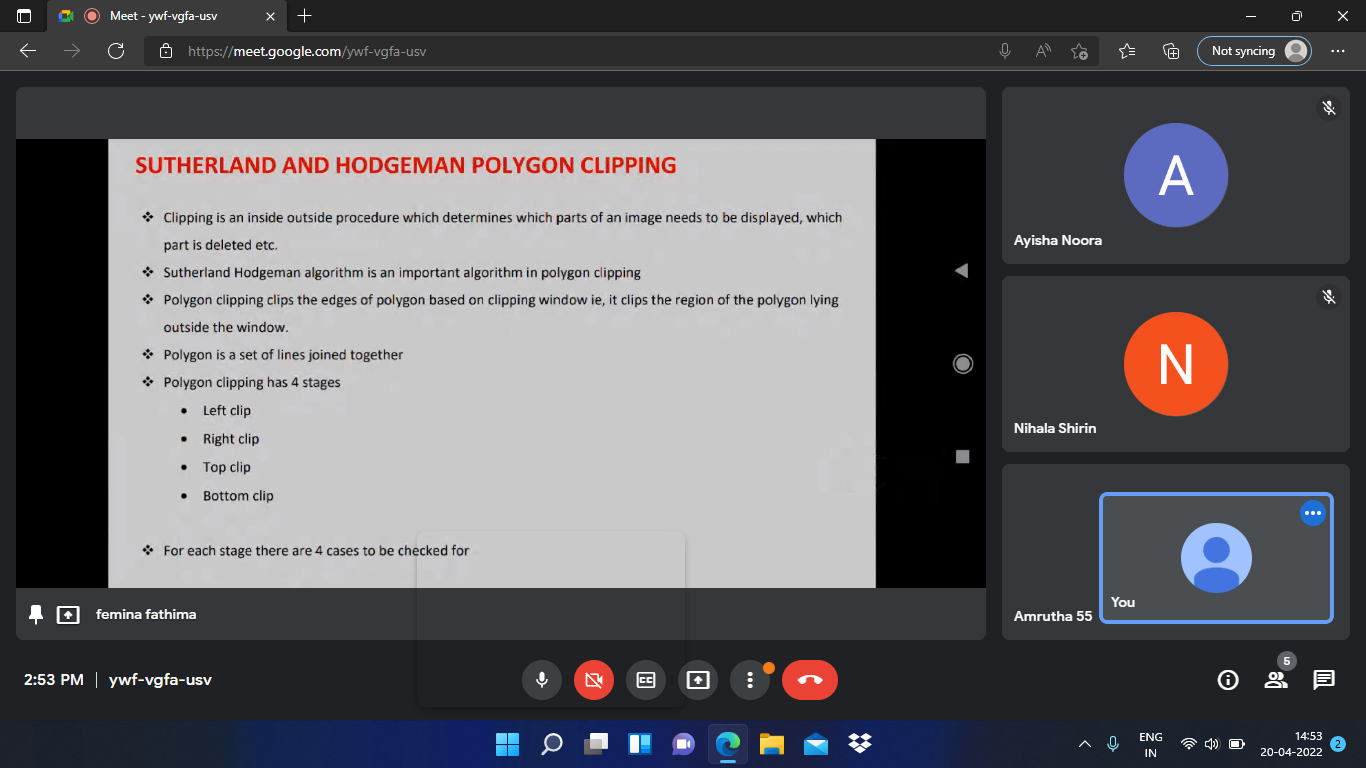 Meet - ywf-vgfa-usv
https://meet.google.com/ywf-vgfa-usv
Not syncing
SUTHERLAND AND HODGEMAN POLYGON CLIPPING
❖ Clipping is an inside outside procedure which determines which parts of an image needs to be displayed, which
part is deleted etc.
❖ Sutherland Hodgeman algorithm is an important algorithm in polygon clipping
❖ Polygon clipping clips the edges of polygon based on clipping window ie, it clips the region of the polygon lying
outside the window.
❖ Polygon is a set of lines joined together
❖ Polygon clipping has 4 stages
• Left clip
• Right clip
• Top clip
• Bottom clip
❖ For each stage there are 4 cases to be checked for
femina fathima
A
Ayisha Noora
N
Nihala Shirin
Amrutha 55
You
2:53 PM | ywf-vgfa-usv
CC
5
ENG
IN
14:53
20-04-2022
2